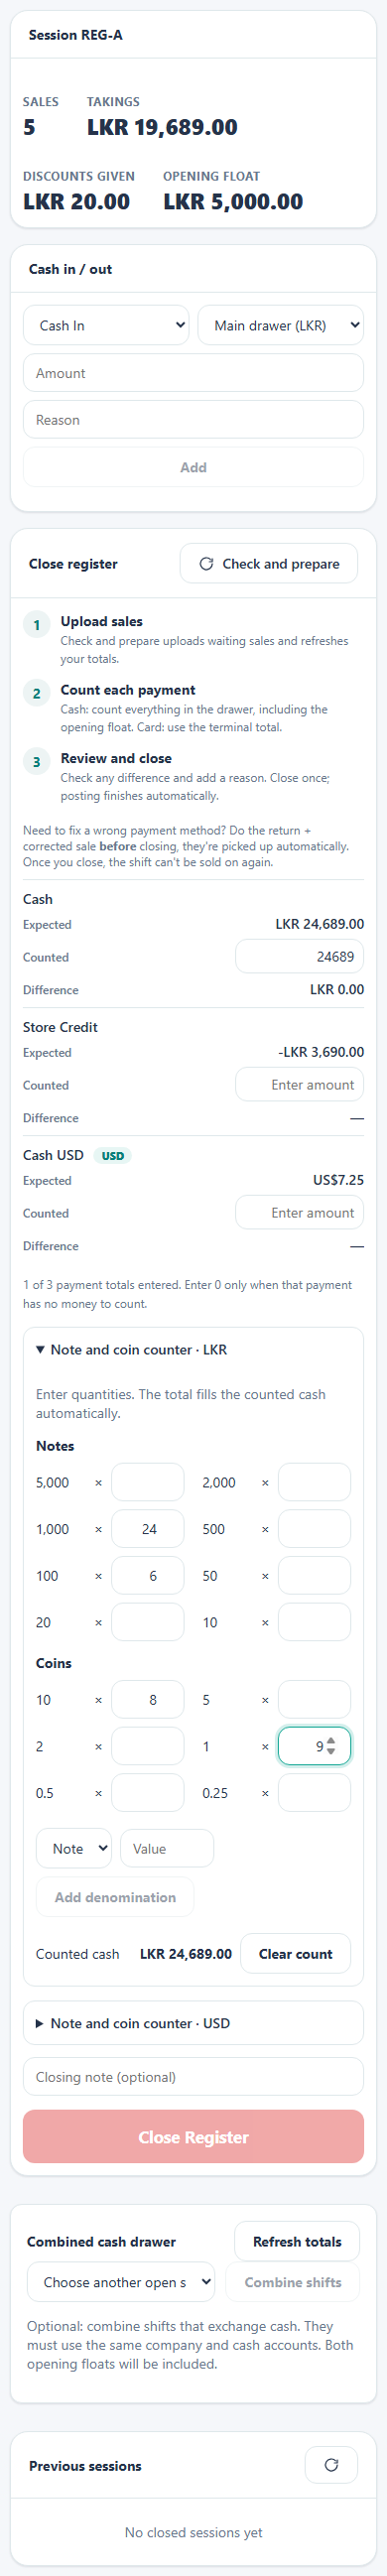 Session REG-A
SALES TAKINGS
5 LKR 19,689.00
DISCOUNTS GIVEN OPENING FLOAT
LKR 20.00 LKR 5,000.00
Cash in / out
Cash In Main drawer (LKR)
Amount
Reason
Add
Close register Check and prepare
1 Upload sales
Check and prepare uploads waiting sales and refreshes
your totals.
2 Count each payment
Cash: count everything in the drawer, including the
opening float. Card: use the terminal total.
3 Review and close
Check any difference and add a reason. Close once;
posting finishes automatically.
Need to fix a wrong payment method? Do the return +
corrected sale before closing, they're picked up automatically.
Once you close, the shift can't be sold on again.
Cash
Expected LKR 24,689.00
Counted 24689
Difference LKR 0.00
Store Credit
Expected -LKR 3,690.00
Counted Enter amount
Difference —
Cash USD USD
Expected US$7.25
Counted Enter amount
Difference —
1 of 3 payment totals entered. Enter 0 only when that payment
has no money to count.
▼ Note and coin counter · LKR
Enter quantities. The total fills the counted cash
automatically.
Notes
5,000 × 2,000 ×
1,000 × 24 500 ×
100 × 6 50 ×
20 × 10 ×
Coins
10 × 8 5 ×
2 × 1 × 9
0.5 × 0.25 ×
Note Value
Add denomination
Counted cash LKR 24,689.00 Clear count
▶ Note and coin counter · USD
Closing note (optional)
Close Register
Combined cash drawer Refresh totals
Choose another open s Combine shifts
Optional: combine shifts that exchange cash. They
must use the same company and cash accounts. Both
opening floats will be included.
Previous sessions
No closed sessions yet